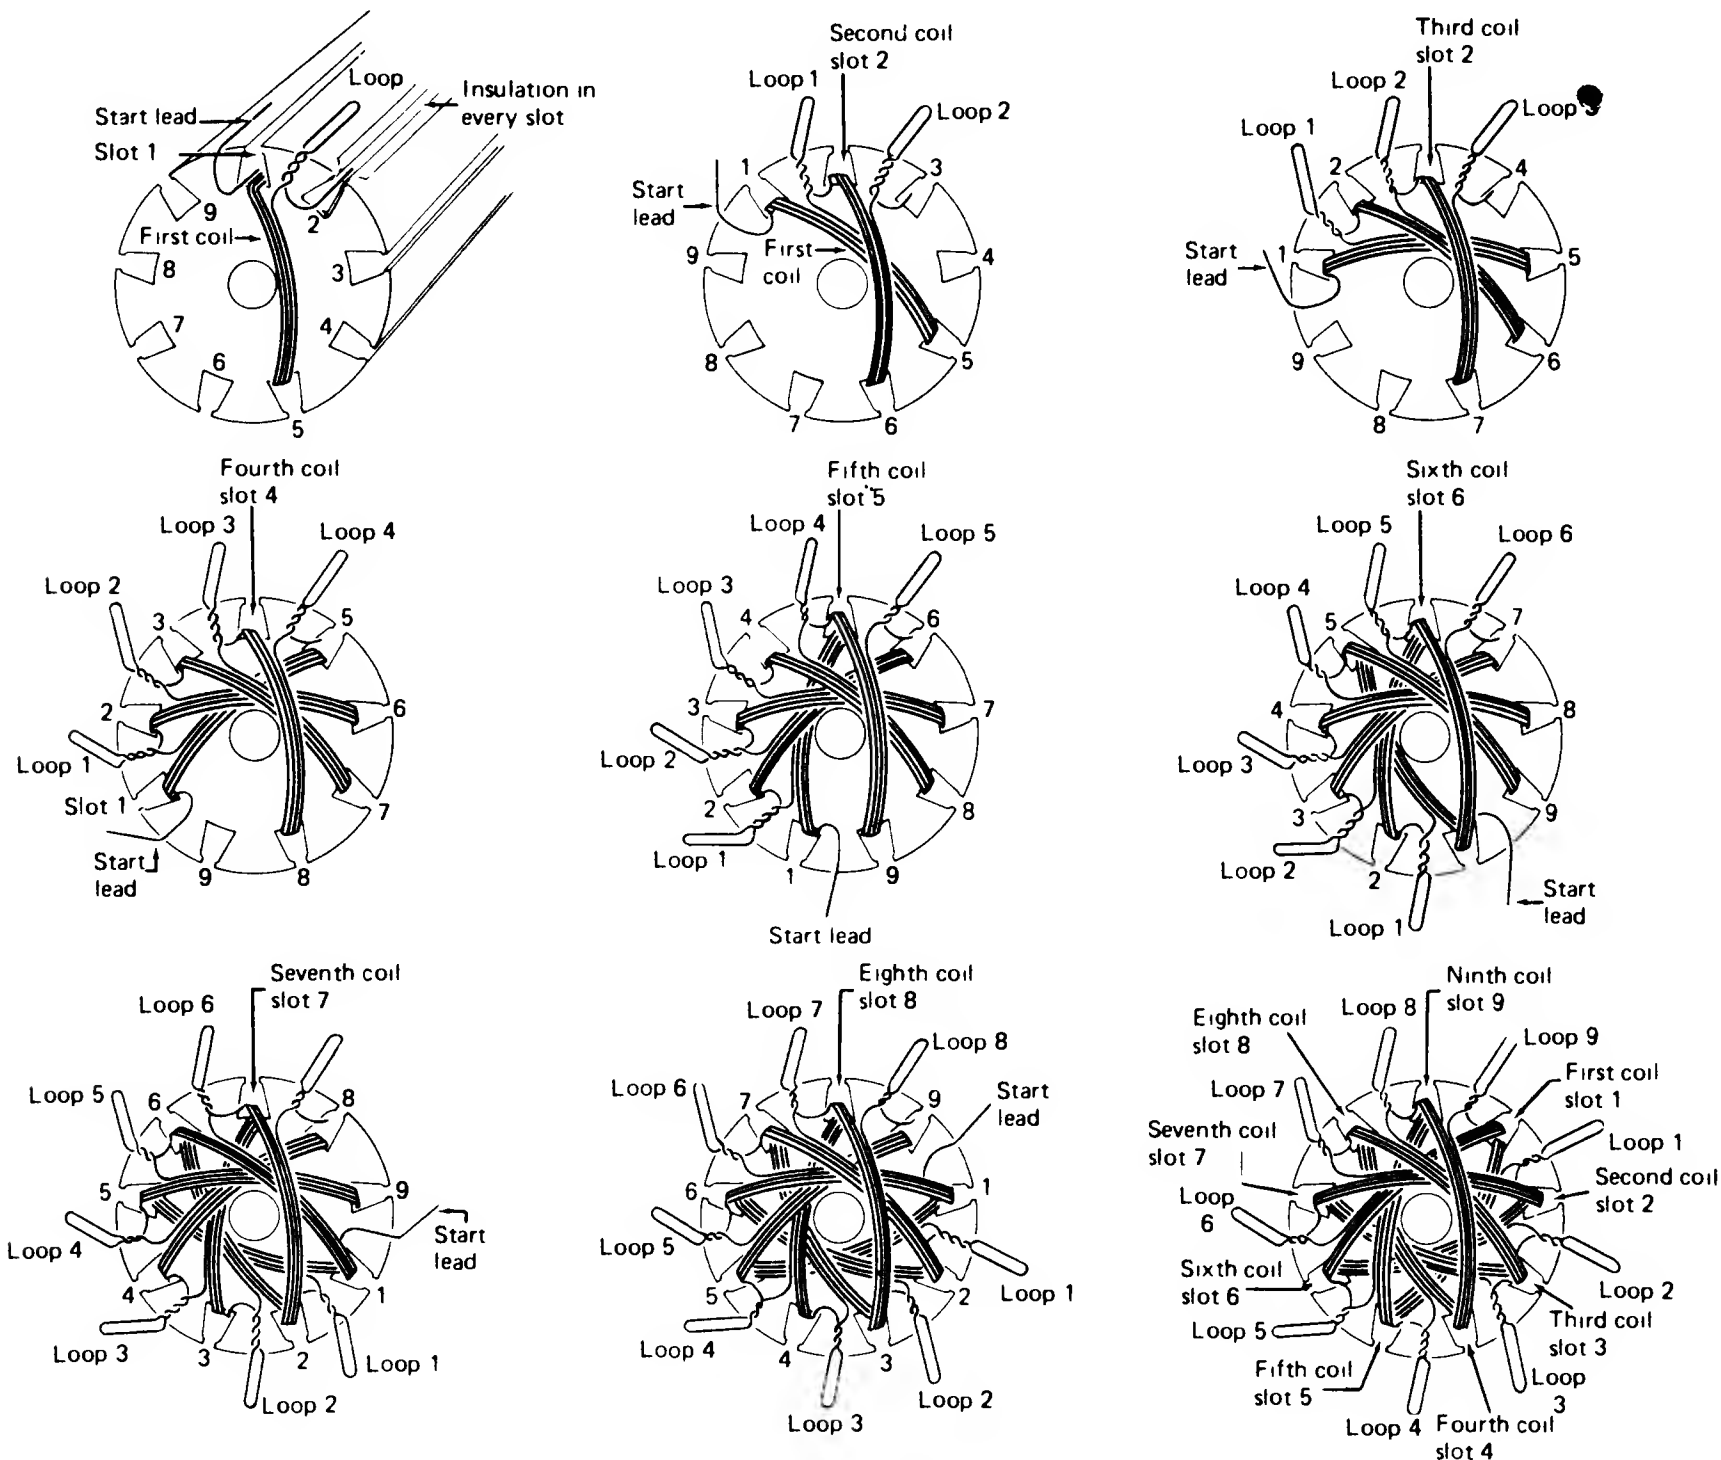 Loop
Start lead
Insulation in
every slot
Slot 1
9
2
First coil
8
3
7
4
6
5
Second coil
slot 2
Loop 1
Loop 2
1
3
Start
lead
First
coil
9
4
8
5
7
6
Third coil
slot 2
Loop 2
Loop
Loop 1
2
4
Start
lead
1
5
9
6
8
7
Fourth coil
slot 4
Loop 3
Loop 4
Loop 2
3
5
2
6
Loop 1
Slot 1
7
Start
lead
9
8
Fifth coil
slot 5
Loop 4
Loop 5
Loop 3
4
6
3
7
Loop 2
2
8
Loop 1
1
9
Start lead
Sixth coil
slot 6
Loop 5
Loop 6
Loop 4
5
7
4
8
Loop 3
3
9
Loop 2
2
Start
lead
Loop 1
Seventh coil
slot 7
Loop 6
Loop 5
6
8
5
9
Start
lead
Loop 4
4
1
Loop 3
3
2
Loop 1
Loop 2
Eighth coil
slot 8
Loop 7
Loop 8
Loop 6
7
9
Start
lead
6
1
Loop 5
5
2
Loop 1
Loop 4
4
3
Loop 2
Loop 3
Ninth coil
slot 9
Loop 8
Eighth coil
slot 8
Loop 9
Loop 7
First coil
slot 1
Seventh coil
slot 7
Loop 1
Second coil
slot 2
Loop
6
Sixth coil
slot 6
Loop 2
Loop 5
Third coil
slot 3
Fifth coil
slot 5
Loop
3
Loop 4
Fourth coil
slot 4